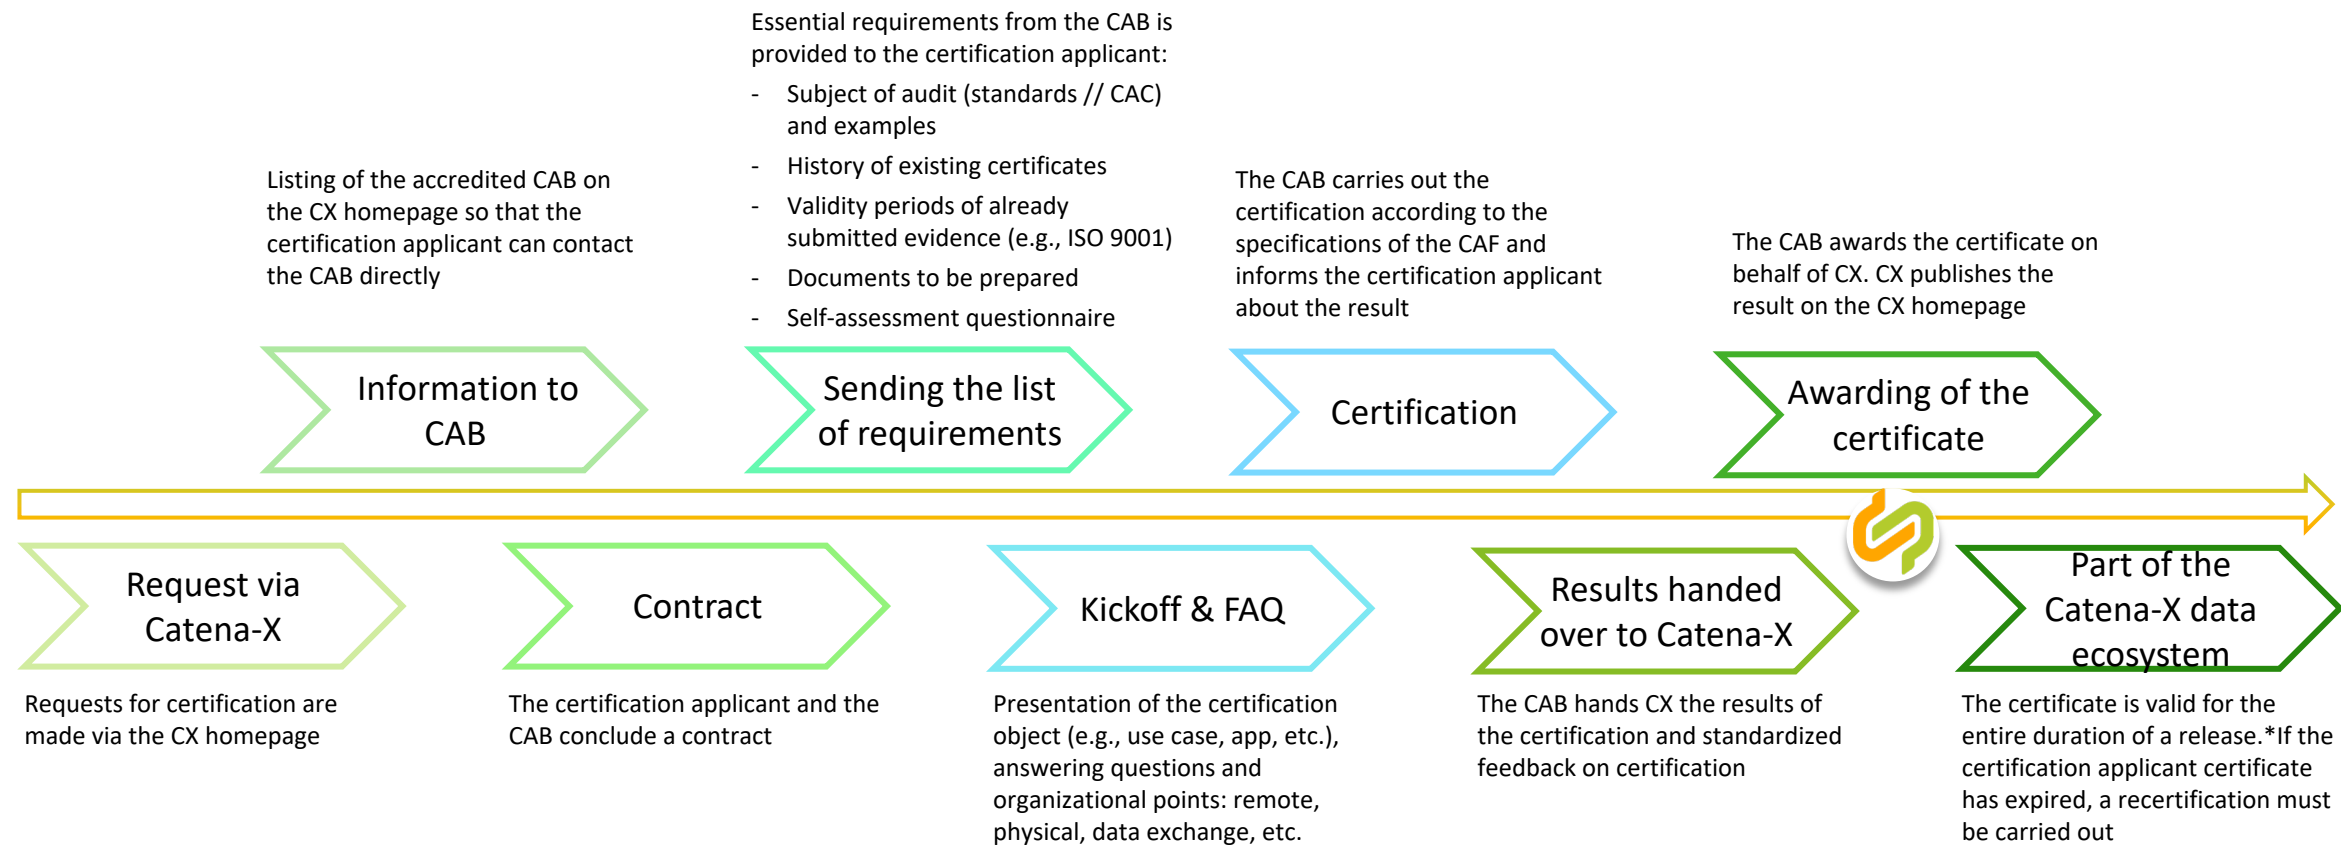 Essential requirements from the CAB is
provided to the certification applicant:
- Subject of audit (standards // CAC)
and examples
- History of existing certificates
- Validity periods of already
submitted evidence (e.g., ISO 9001)
- Documents to be prepared
- Self-assessment questionnaire
Listing of the accredited CAB on
the CX homepage so that the
certification applicant can contact
the CAB directly
The CAB carries out the
certification according to the
specifications of the CAF and
informs the certification applicant
about the result
The CAB awards the certificate on
behalf of CX. CX publishes the
result on the CX homepage
Information to
CAB
Sending the list
of requirements
Certification
Awarding of the
certificate
Request via
Catena-X
Contract
Kickoff & FAQ
Results handed
over to Catena-X
Part of the
Catena-X data
ecosystem
Requests for certification are
made via the CX homepage
The certification applicant and the
CAB conclude a contract
Presentation of the certification
object (e.g., use case, app, etc.),
answering questions and
organizational points: remote,
physical, data exchange, etc.
The CAB hands CX the results of
the certification and standardized
feedback on certification
The certificate is valid for the
entire duration of a release.*If the
certification applicant certificate
has expired, a recertification must
be carried out